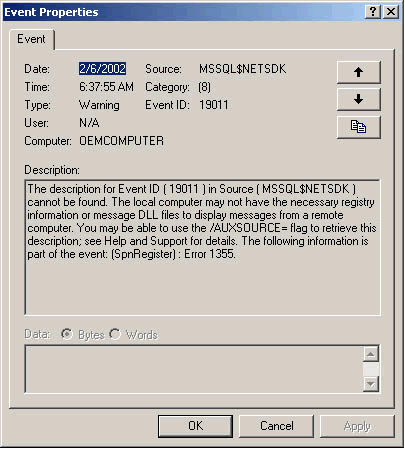 Event Properties
Event
Date: 2/6/2002 Source: MSSQL$NETSDK
Time: 6:37:55 AM Category: (8)
Type: Warning Event ID: 19011
User: N/A
Computer: OEMCOMPUTER
Description:
The description for Event ID ( 19011 ) in Source ( MSSQL$NETSDK )
cannot be found. The local computer may not have the necessary registry
information or message DLL files to display messages from a remote
computer. You may be able to use the /AUXSOURCE= flag to retrieve this
description; see Help and Support for details. The following information is
part of the event: (SpnRegister) : Error 1355.
Data: Bytes Words
OK Cancel Apply